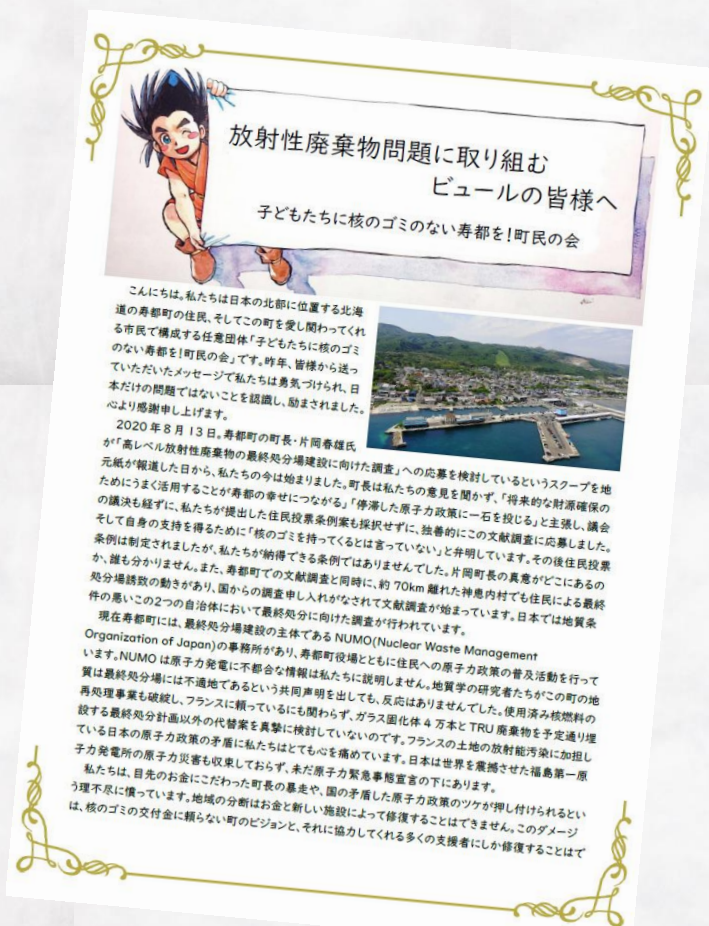 放射性廃棄物問題に取り組む
ビュールの皆様へ
子どもたちに核のゴミのない寿都を!町民の会
こんにちは。私たちは日本の北部に位置する北海
道の寿都町の住民、そしてこの町を愛し関わってくれ
る市民で構成する任意団体「子どもたちに核のゴミ
のない寿都を!町民の会」です。昨年、皆様から送っ
ていただいたメッセージで私たちは勇気づけられ、日
本だけの問題ではないことを認識し、励まされました。
心より感謝申し上げます。
2020年8月13日。寿都町の町長・片岡春雄氏
が「高レベル放射性廃棄物の最終処分場建設に向けた調査」への応募を検討しているというスクープを地
元紙が報道した日から、私たちの今は始まりました。町長は私たちの意見を聞かず、「将来的な財源確保の
ためにうまく活用することが寿都の幸せにつながる」「停滞した原子力政策に一石を投じる」と主張し、議会
の議決も経ずに、私たちが提出した住民投票条例案も採択せずに、独善的にこの文献調査に応募しました。
そして自身の支持を得るために「核のゴミを持ってくるとは言っていない」と弁明しています。その後住民投票
条例は制定されましたが、私たちが納得できる条例ではありませんでした。片岡町長の真意がどこにあるの
か、誰も分かりません。また、寿都町での文献調査と同時に、約70km離れた神恵内村でも住民による最終
処分場誘致の動きがあり、国からの調査申し入れがなされて文献調査が始まっています。日本では地質条
件の悪いこの2つの自治体において最終処分に向けた調査が行われています。
現在寿都町には、最終処分場建設の主体であるNUMO(Nuclear Waste Management
Organization of Japan)の事務所があり、寿都町役場とともに住民への原子力政策の普及活動を行って
います。NUMOは原子力発電に不都合な情報は私たちに説明しません。地質学の研究者たちがこの町の地
質は最終処分場には不適地であるという共同声明を出しても、反応はありませんでした。使用済み核燃料の
再処理事業も破綻し、フランスに頼っているにも関わらず、ガラス固化体4万本とTRU廃棄物を予定通り埋
設する最終処分計画以外の代替案を真摯に検討していないのです。フランスの土地の放射能汚染に加担し
ている日本の原子力政策の矛盾に私たちはとても心を痛めています。日本は世界を震撼させた福島第一原
子力発電所の原子力災害も収束しておらず、未だ原子力緊急事態宣言の下にあります。
私たちは、目先のお金にこだわった町長の暴走や、国の矛盾した原子力政策のツケが押し付けられるとい
う理不尽に憤っています。地域の分断はお金と新しい施設によって修復することはできません。このダメージ
は、核のゴミの交付金に頼らない町のビジョンと、それに協力してくれる多くの支援者にしか修復することはで